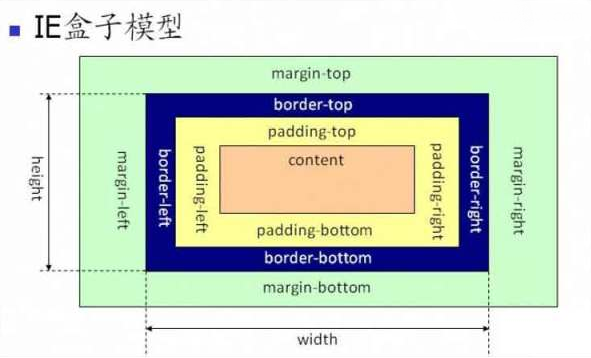 IE盒子模型
margin-top
border-top
padding-top
content
height
margin-left
border-left
padding-left
padding-right
border-right
margin-right
padding-bottom
border-bottom
margin-bottom
width